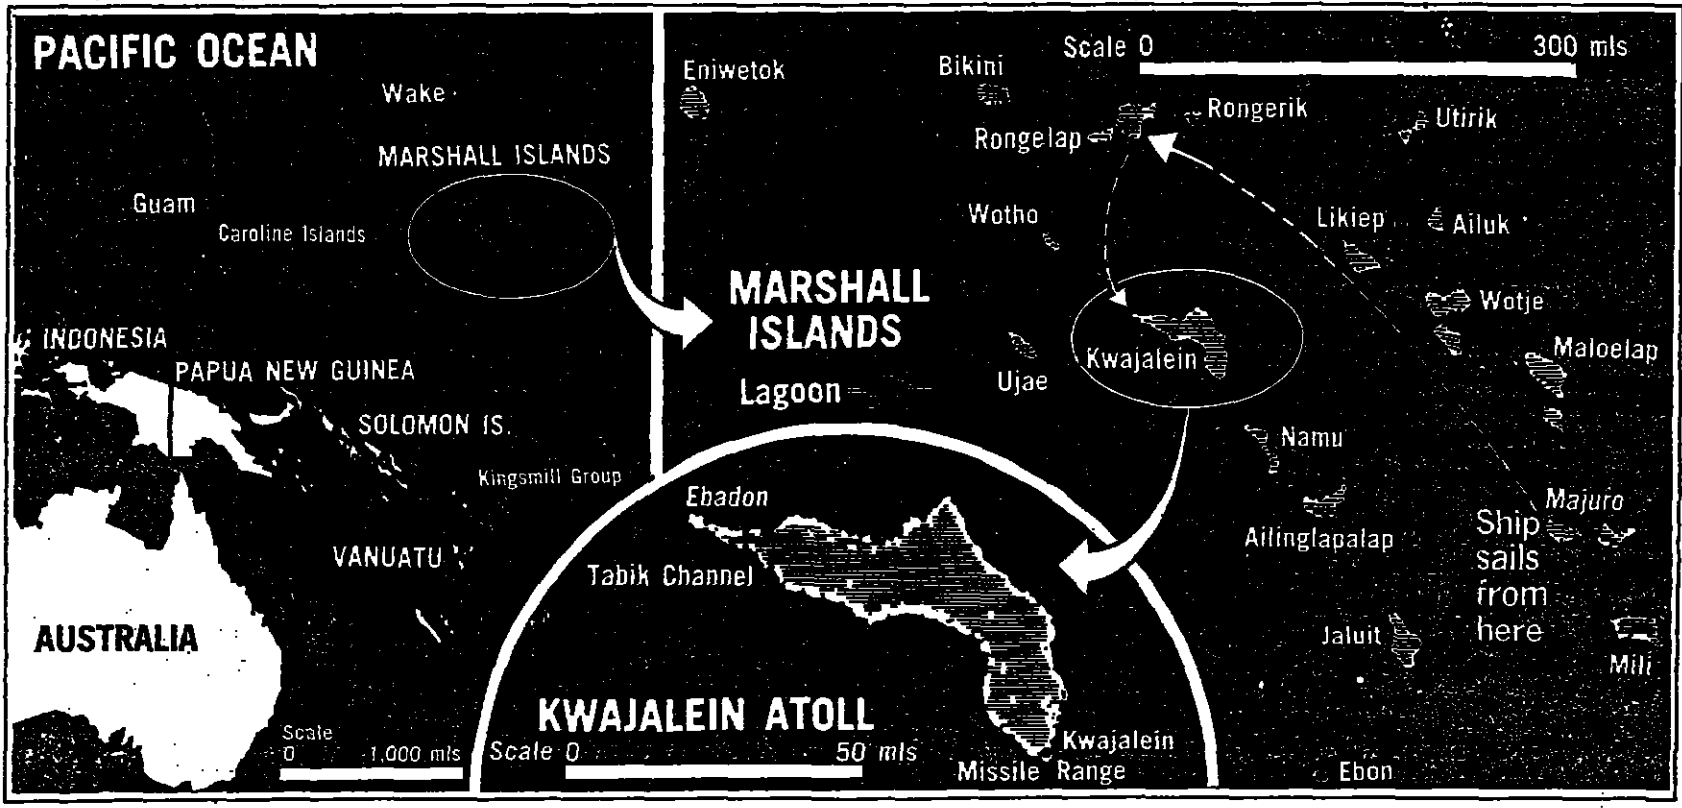 PACIFIC OCEAN
Wake
MARSHALL ISLANDS
Guam
Caroline Islands
INDONESIA
PAPUA NEW GUINEA
SOLOMON IS.
Kingsmill Group
VANUATU
AUSTRALIA
Scale
0 1,000 mls
Scale 0 300 mls
Eniwetok
Bikini
Rongelap
Rongerik
Utirik
Wotho
Likiep
Ailuk
MARSHALL
ISLANDS
Lagoon
Wotje
Maloelap
Ujae
Kwajalein
Namu
Ailinglapalap
Majuro
Ship
sails
from
here
Jaluit
Mili
Ebon
Ebadon
Tabik Channel
KWAJALEIN ATOLL
Scale 0 50 mls
Kwajalein
Missile Range